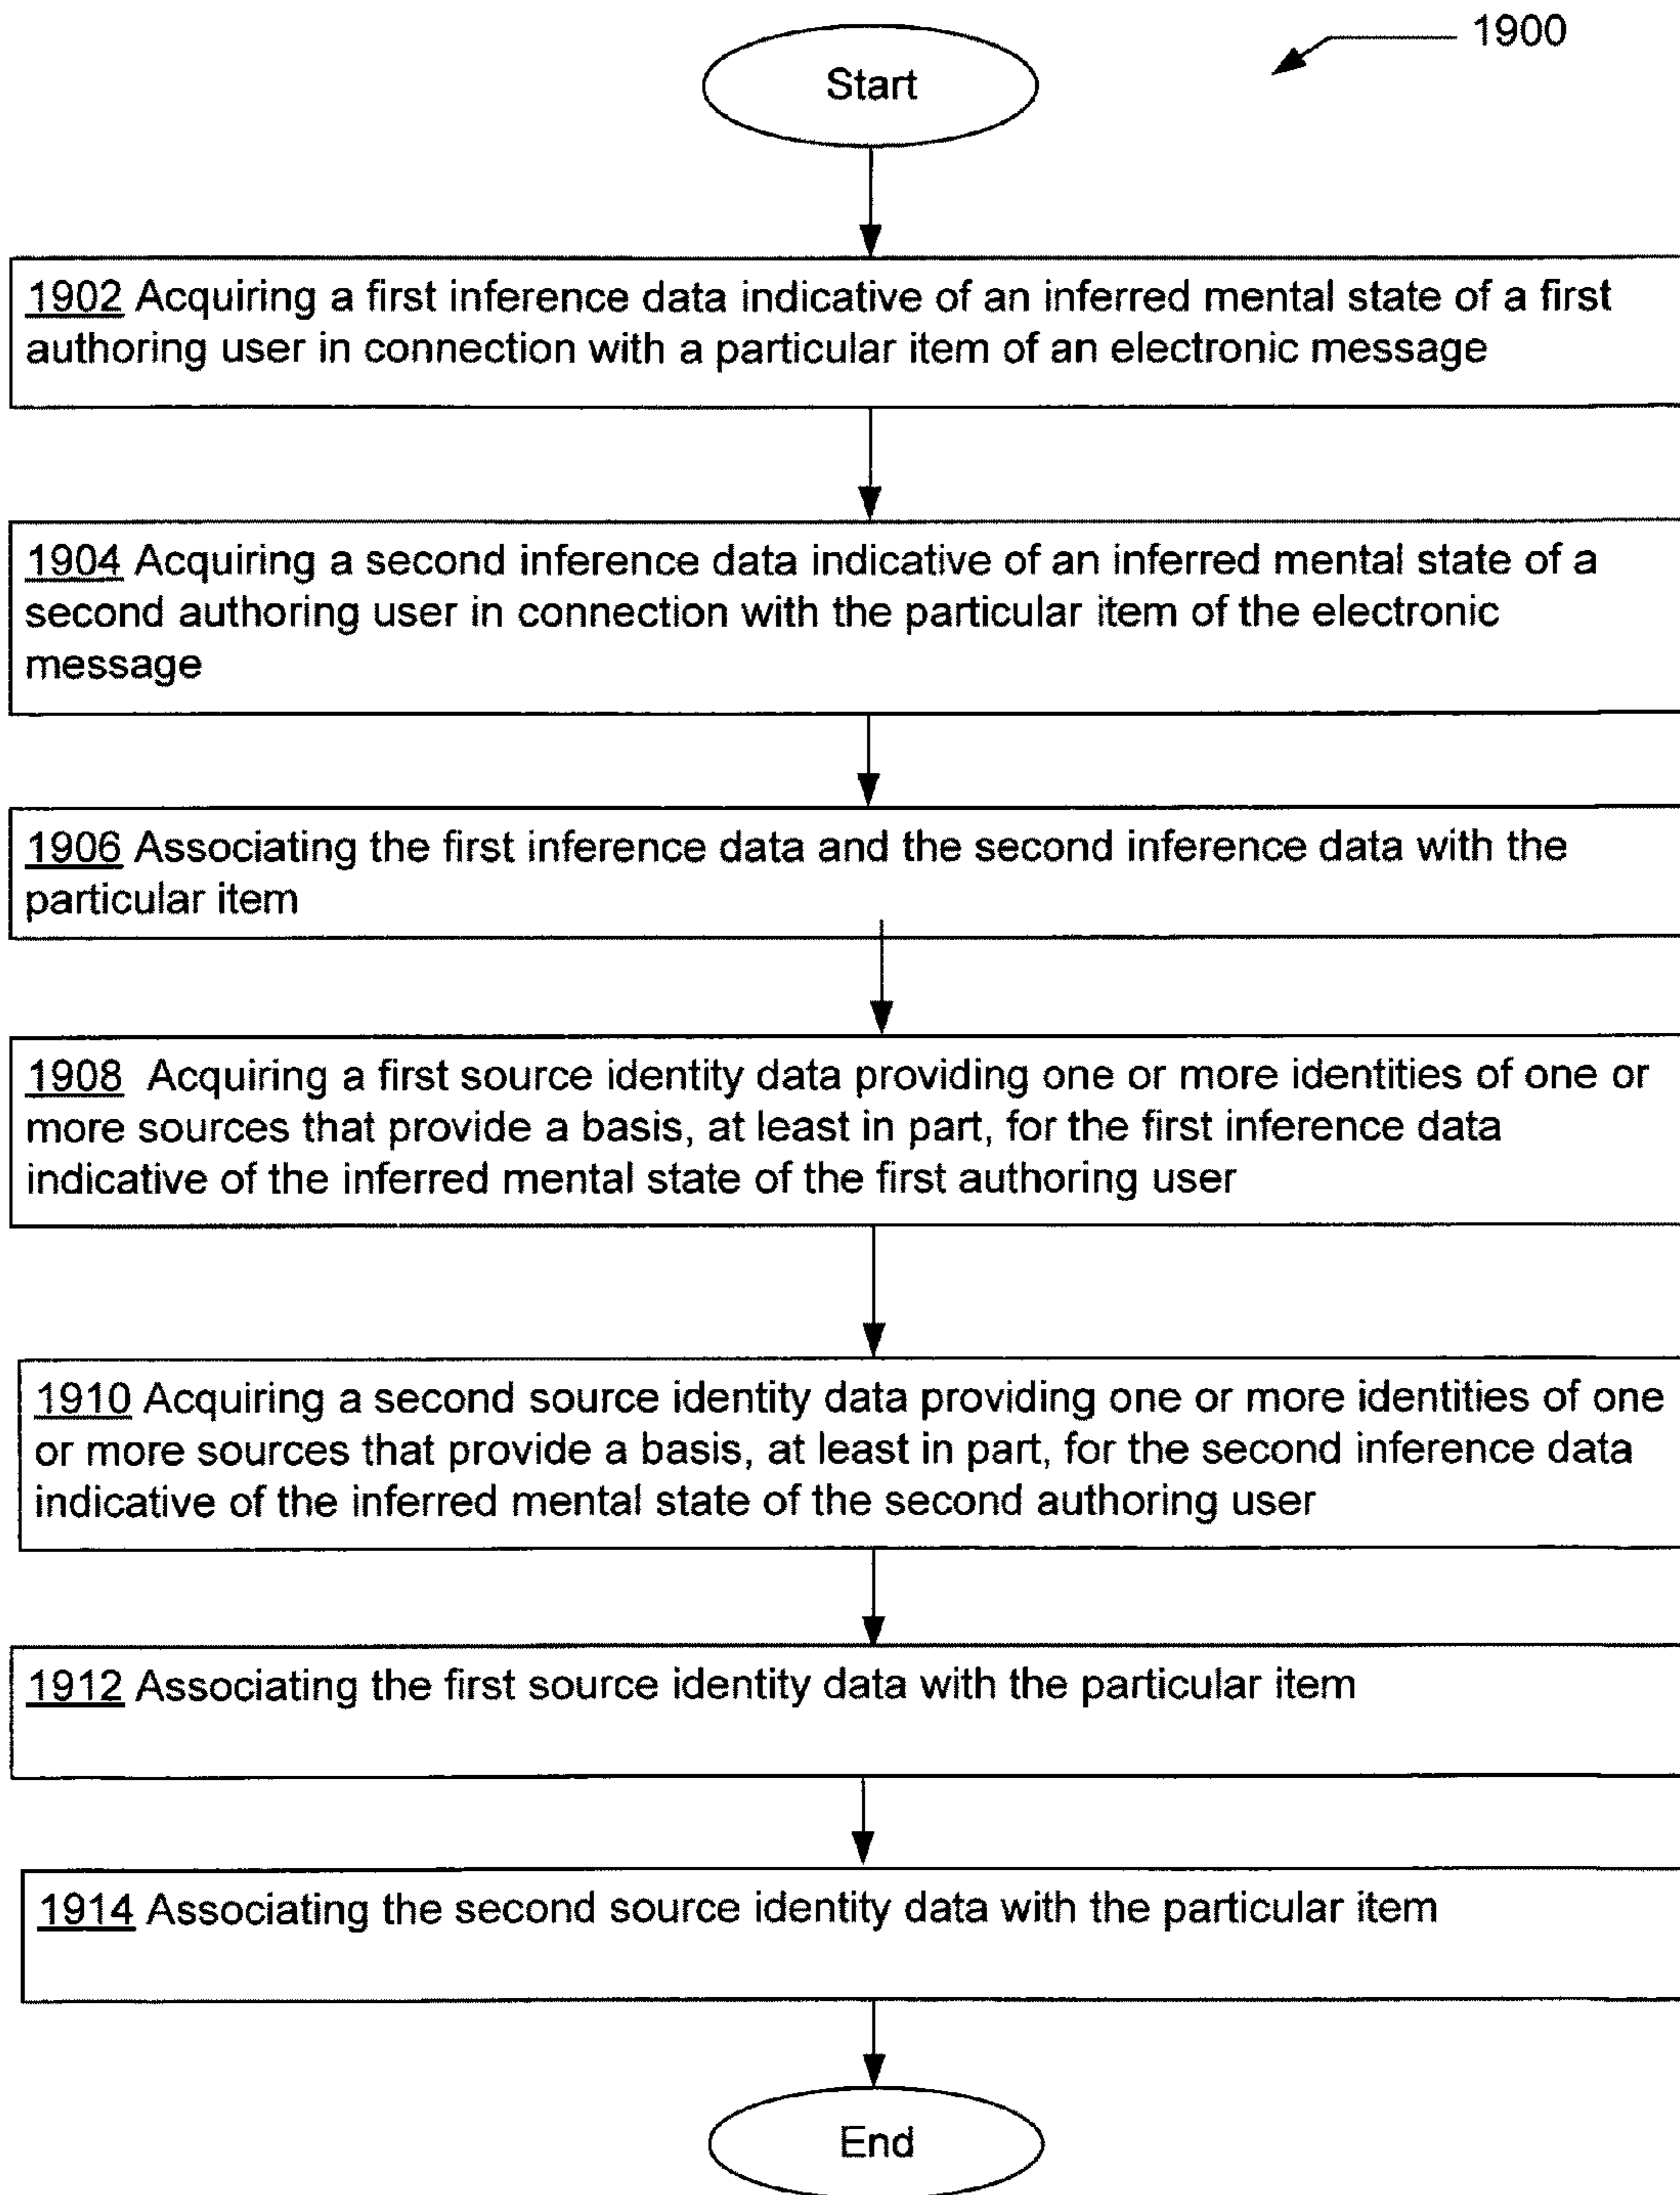 1900
Start
1902 Acquiring a first inference data indicative of an inferred mental state of a first
authoring user in connection with a particular item of an electronic message
1904 Acquiring a second inference data indicative of an inferred mental state of a
second authoring user in connection with the particular item of the electronic
message
1906 Associating the first inference data and the second inference data with the
particular item
1908 Acquiring a first source identity data providing one or more identities of one or
more sources that provide a basis, at least in part, for the first inference data
indicative of the inferred mental state of the first authoring user
1910 Acquiring a second source identity data providing one or more identities of one
or more sources that provide a basis, at least in part, for the second inference data
indicative of the inferred mental state of the second authoring user
1912 Associating the first source identity data with the particular item
1914 Associating the second source identity data with the particular item
End